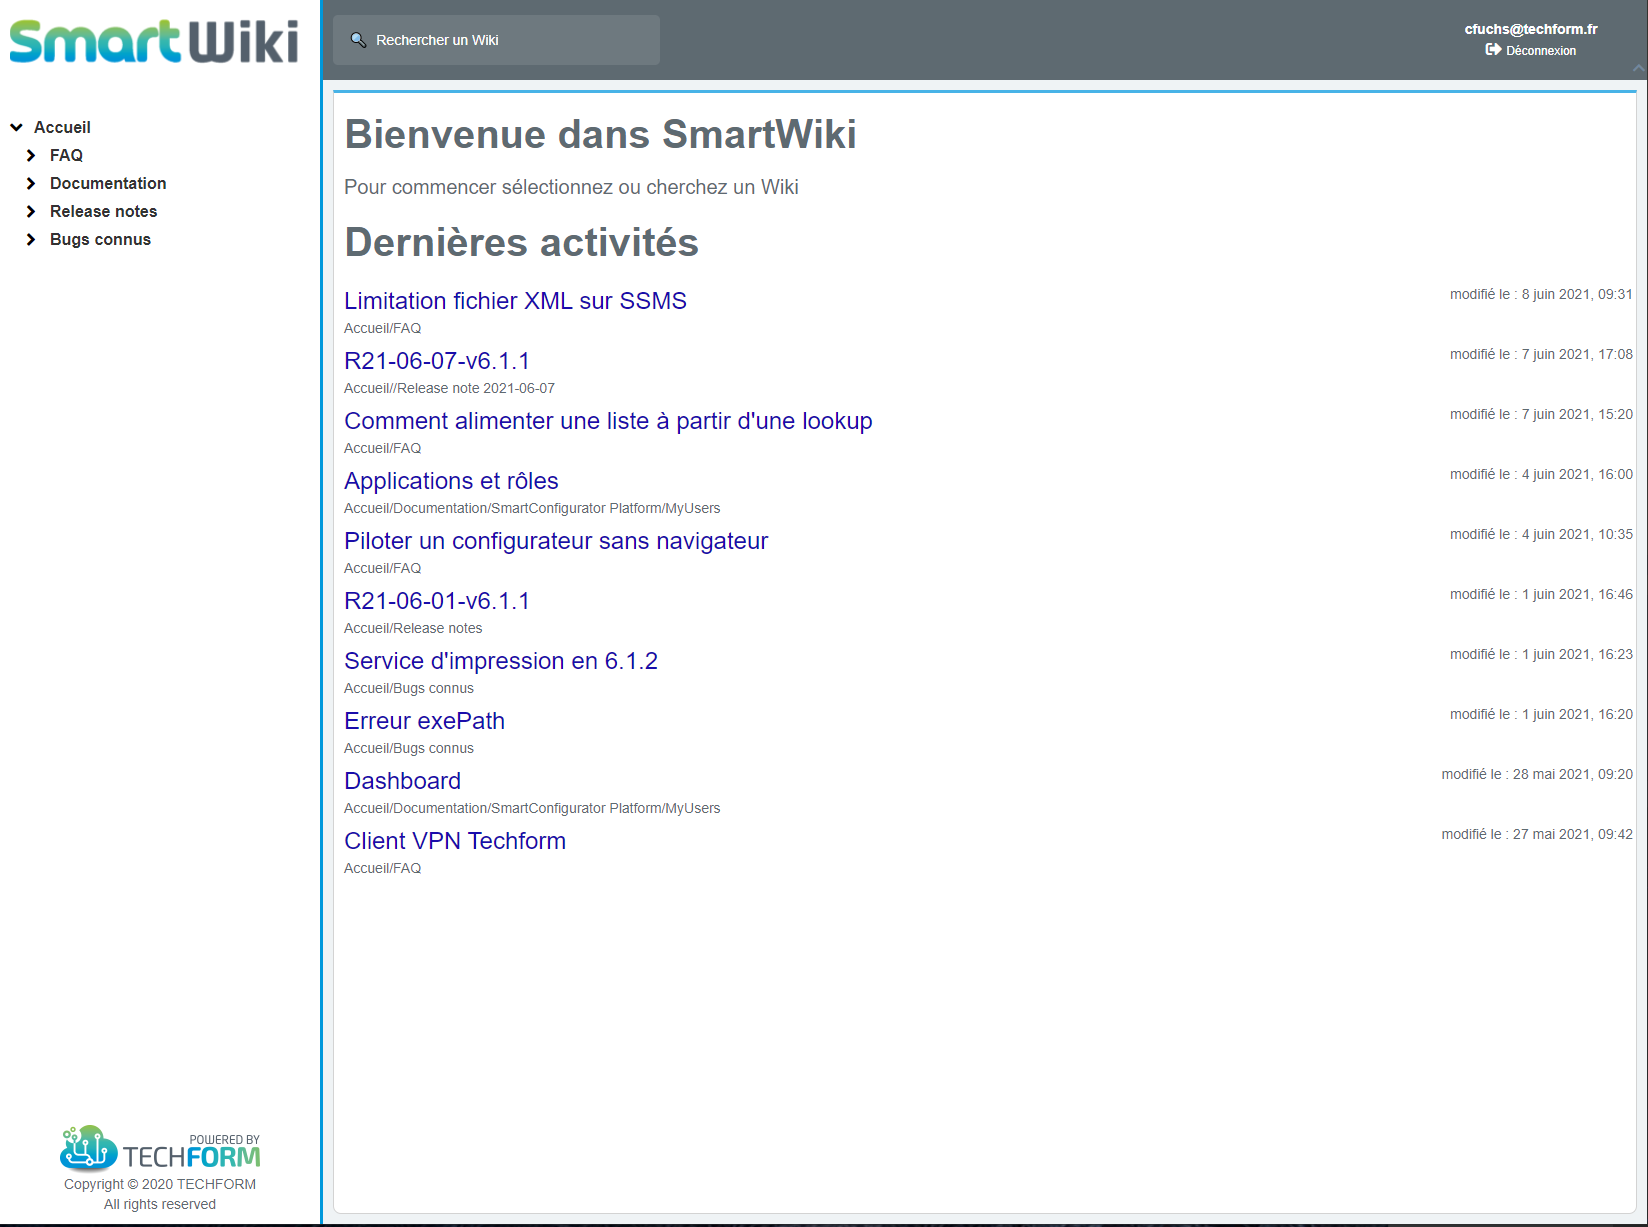 SmartWiki
Rechercher un Wiki
cfuchs@techform.fr
Déconnexion
Accueil
FAQ
Documentation
Release notes
Bugs connus
Bienvenue dans SmartWiki
Pour commencer sélectionnez ou cherchez un Wiki
Dernières activités
Limitation fichier XML sur SSMS
modifié le : 8 juin 2021, 09:31
Accueil/FAQ
R21-06-07-v6.1.1
modifié le : 7 juin 2021, 17:08
Accueil//Release note 2021-06-07
Comment alimenter une liste à partir d'une lookup
modifié le : 7 juin 2021, 15:20
Accueil/FAQ
Applications et rôles
modifié le : 4 juin 2021, 16:00
Accueil/Documentation/SmartConfigurator Platform/MyUsers
Piloter un configurateur sans navigateur
modifié le : 4 juin 2021, 10:35
Accueil/FAQ
R21-06-01-v6.1.1
modifié le : 1 juin 2021, 16:46
Accueil/Release notes
Service d'impression en 6.1.2
modifié le : 1 juin 2021, 16:23
Accueil/Bugs connus
Erreur exePath
modifié le : 1 juin 2021, 16:20
Accueil/Bugs connus
Dashboard
modifié le : 28 mai 2021, 09:20
Accueil/Documentation/SmartConfigurator Platform/MyUsers
Client VPN Techform
modifié le : 27 mai 2021, 09:42
Accueil/FAQ
POWERED BY
TECHFORM
Copyright © 2020 TECHFORM
All rights reserved